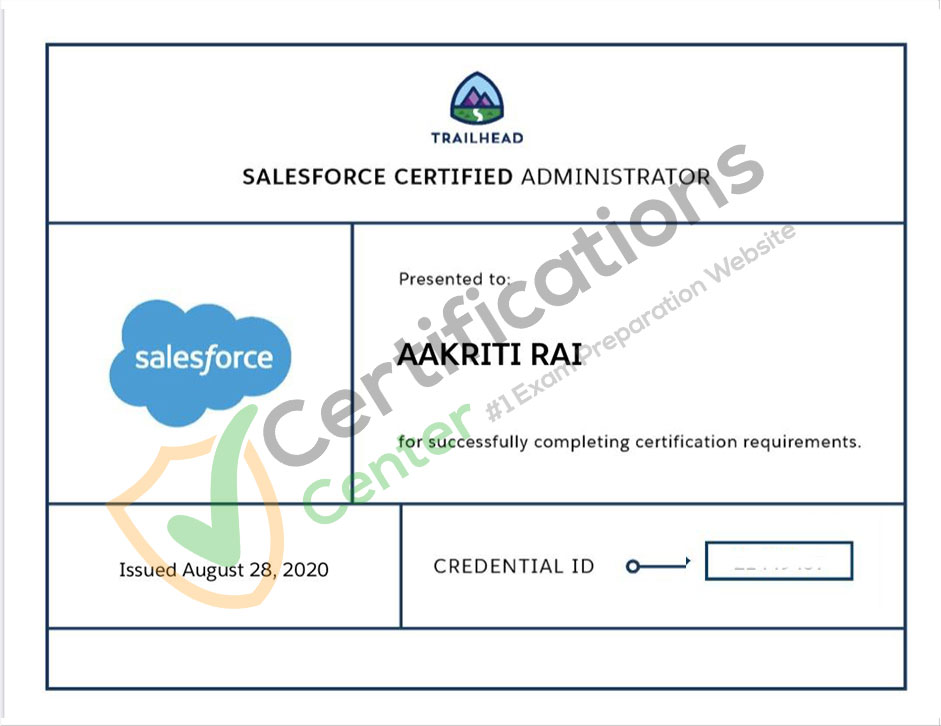 TRAILHEAD
SALESFORCE CERTIFIED ADMINISTRATOR
salesforce
Presented to:
AAKRITI RAI
for successfully completing certification requirements.
Certifications
Center
#1 Exam Preparation Website
Issued August 28, 2020
CREDENTIAL ID